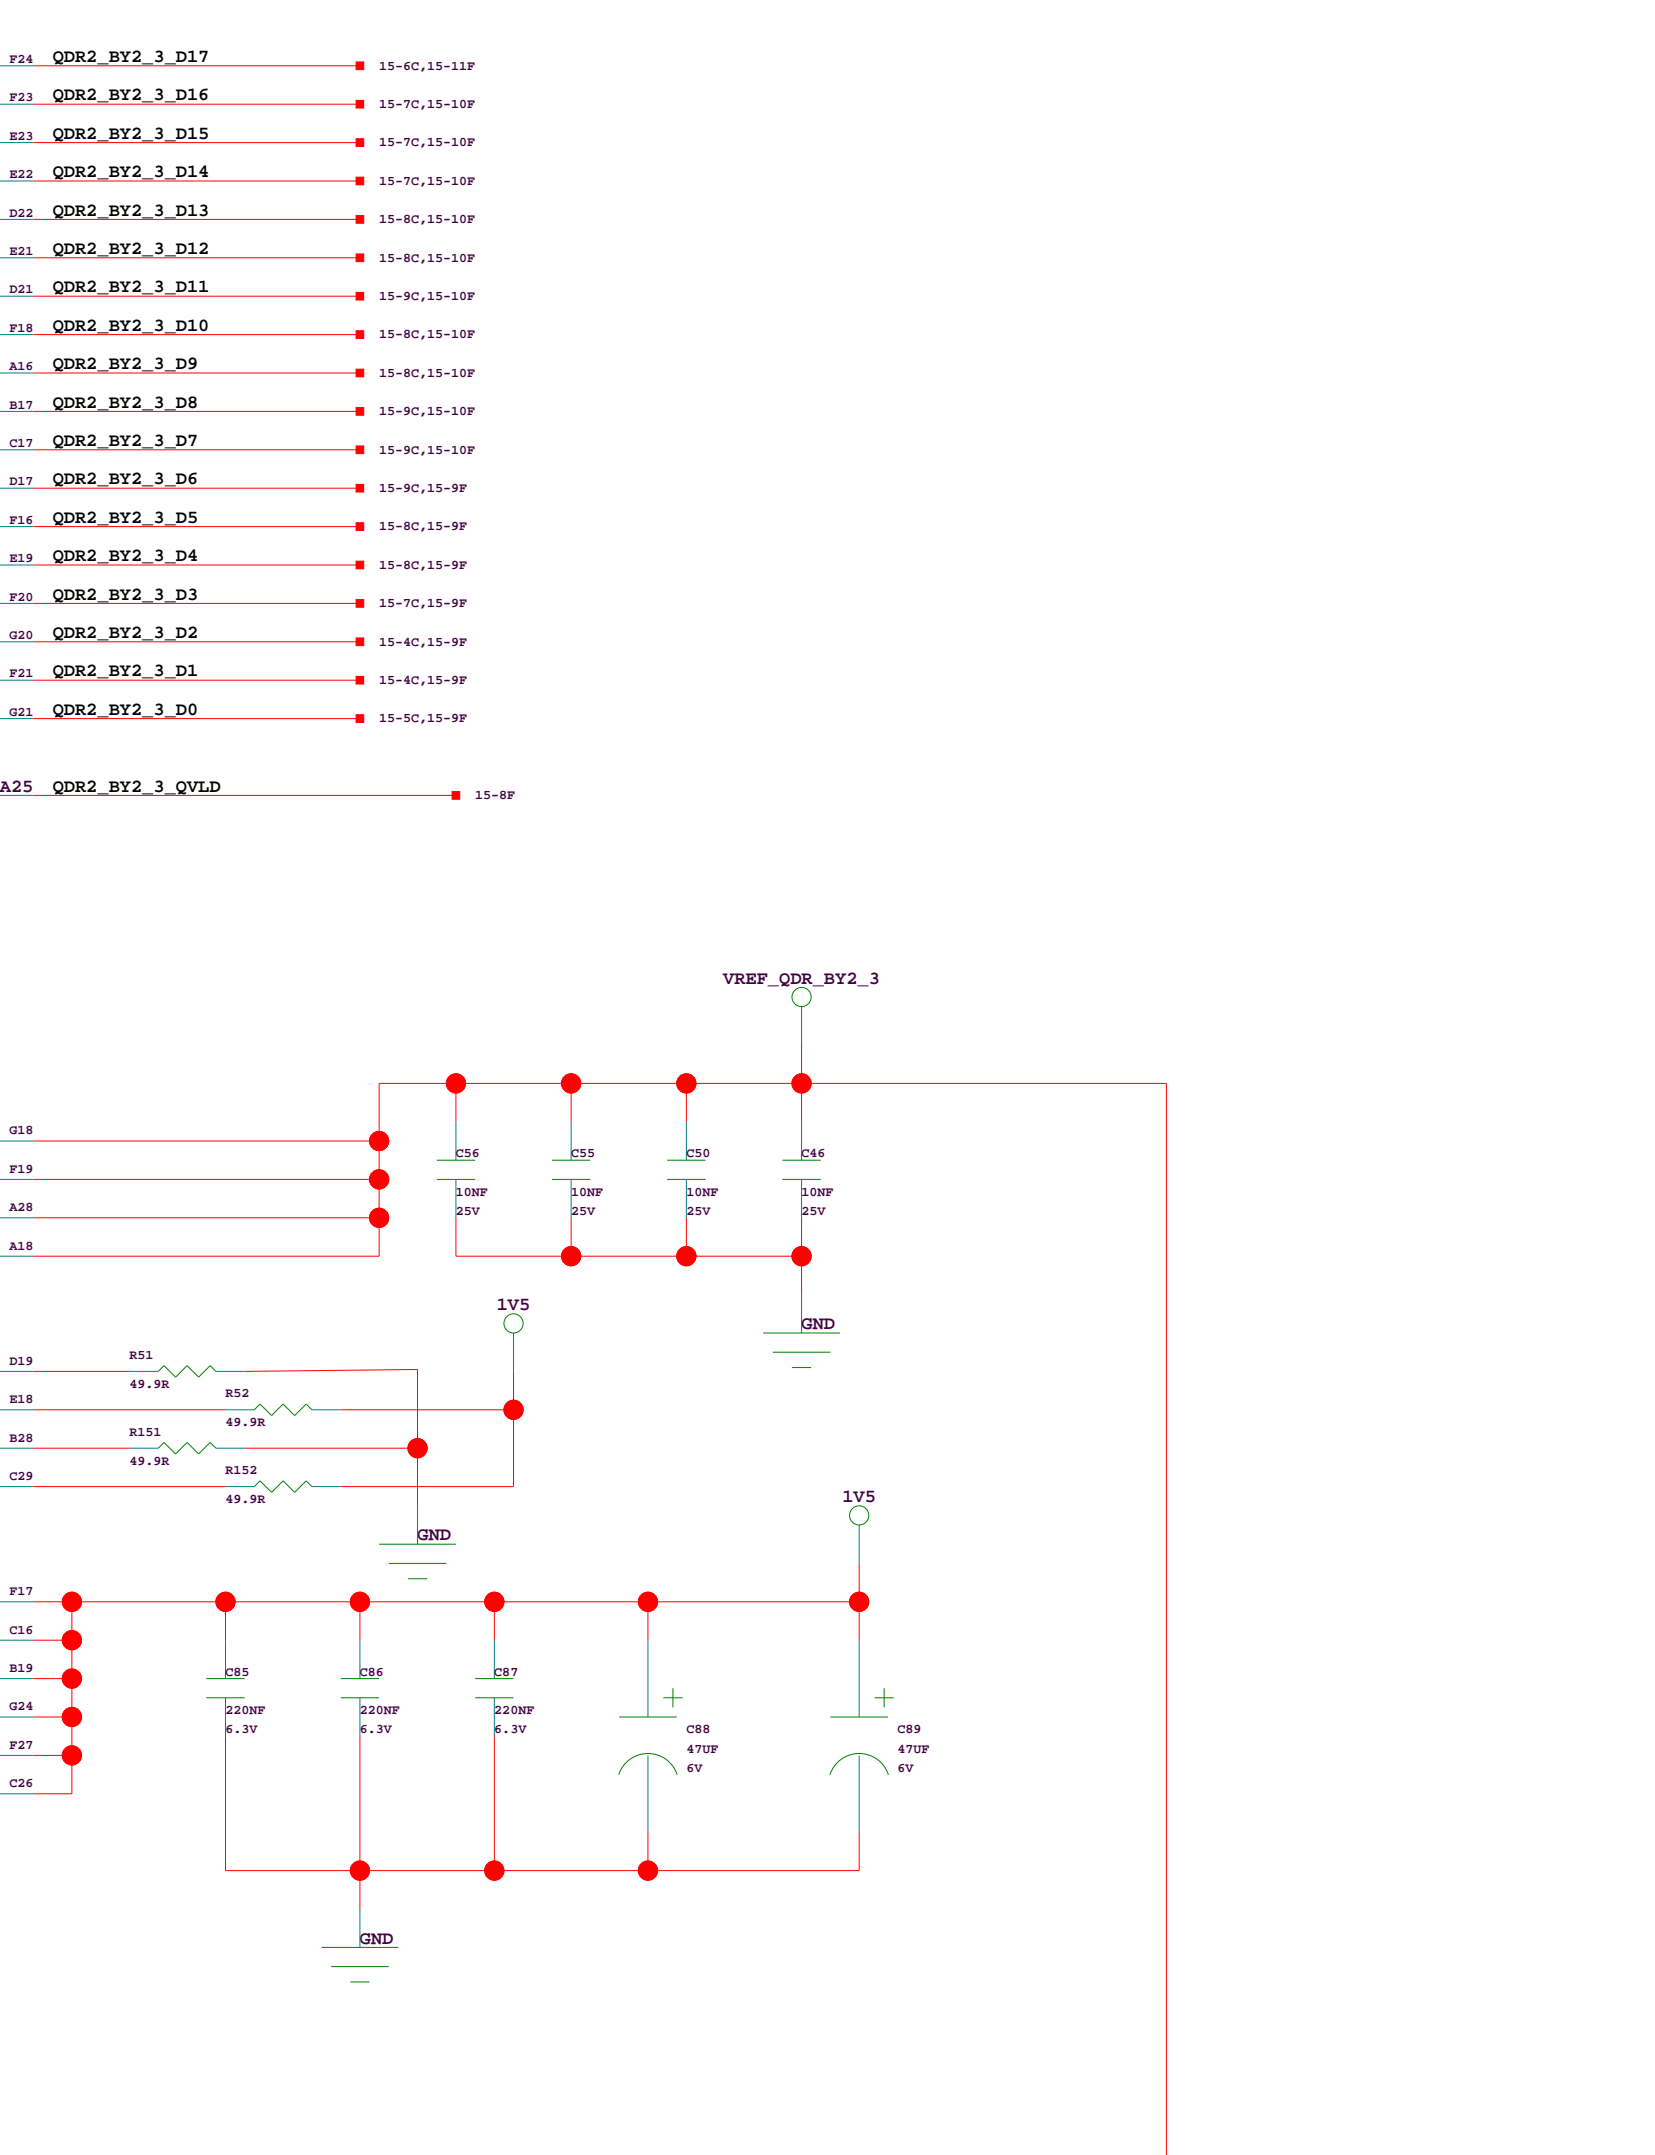 F24 QDR2_BY2_3_D17 15-6C,15-11F
F23 QDR2_BY2_3_D16 15-7C,15-10F
E23 QDR2_BY2_3_D15 15-7C,15-10F
E22 QDR2_BY2_3_D14 15-7C,15-10F
D22 QDR2_BY2_3_D13 15-8C,15-10F
E21 QDR2_BY2_3_D12 15-8C,15-10F
D21 QDR2_BY2_3_D11 15-9C,15-10F
F18 QDR2_BY2_3_D10 15-8C,15-10F
A16 QDR2_BY2_3_D9 15-8C,15-10F
B17 QDR2_BY2_3_D8 15-9C,15-10F
C17 QDR2_BY2_3_D7 15-9C,15-10F
D17 QDR2_BY2_3_D6 15-9C,15-9F
F16 QDR2_BY2_3_D5 15-8C,15-9F
E19 QDR2_BY2_3_D4 15-8C,15-9F
F20 QDR2_BY2_3_D3 15-7C,15-9F
G20 QDR2_BY2_3_D2 15-4C,15-9F
F21 QDR2_BY2_3_D1 15-4C,15-9F
G21 QDR2_BY2_3_D0 15-5C,15-9F
A25 QDR2_BY2_3_QVLD 15-8F
VREF_QDR_BY2_3
G18
F19
A28
A18
C56 C55 C50 C46
10NF 10NF 10NF 10NF
25V 25V 25V 25V
GND
1V5
D19 R51
49.9R
E18 R52
49.9R
B28 R151
49.9R
C29 R152
49.9R
GND
1V5
F17
C16
B19
G24
F27
C26
C85 C86 C87
220NF 220NF 220NF
6.3V 6.3V 6.3V
C88 C89
47UF 47UF
6V 6V
GND